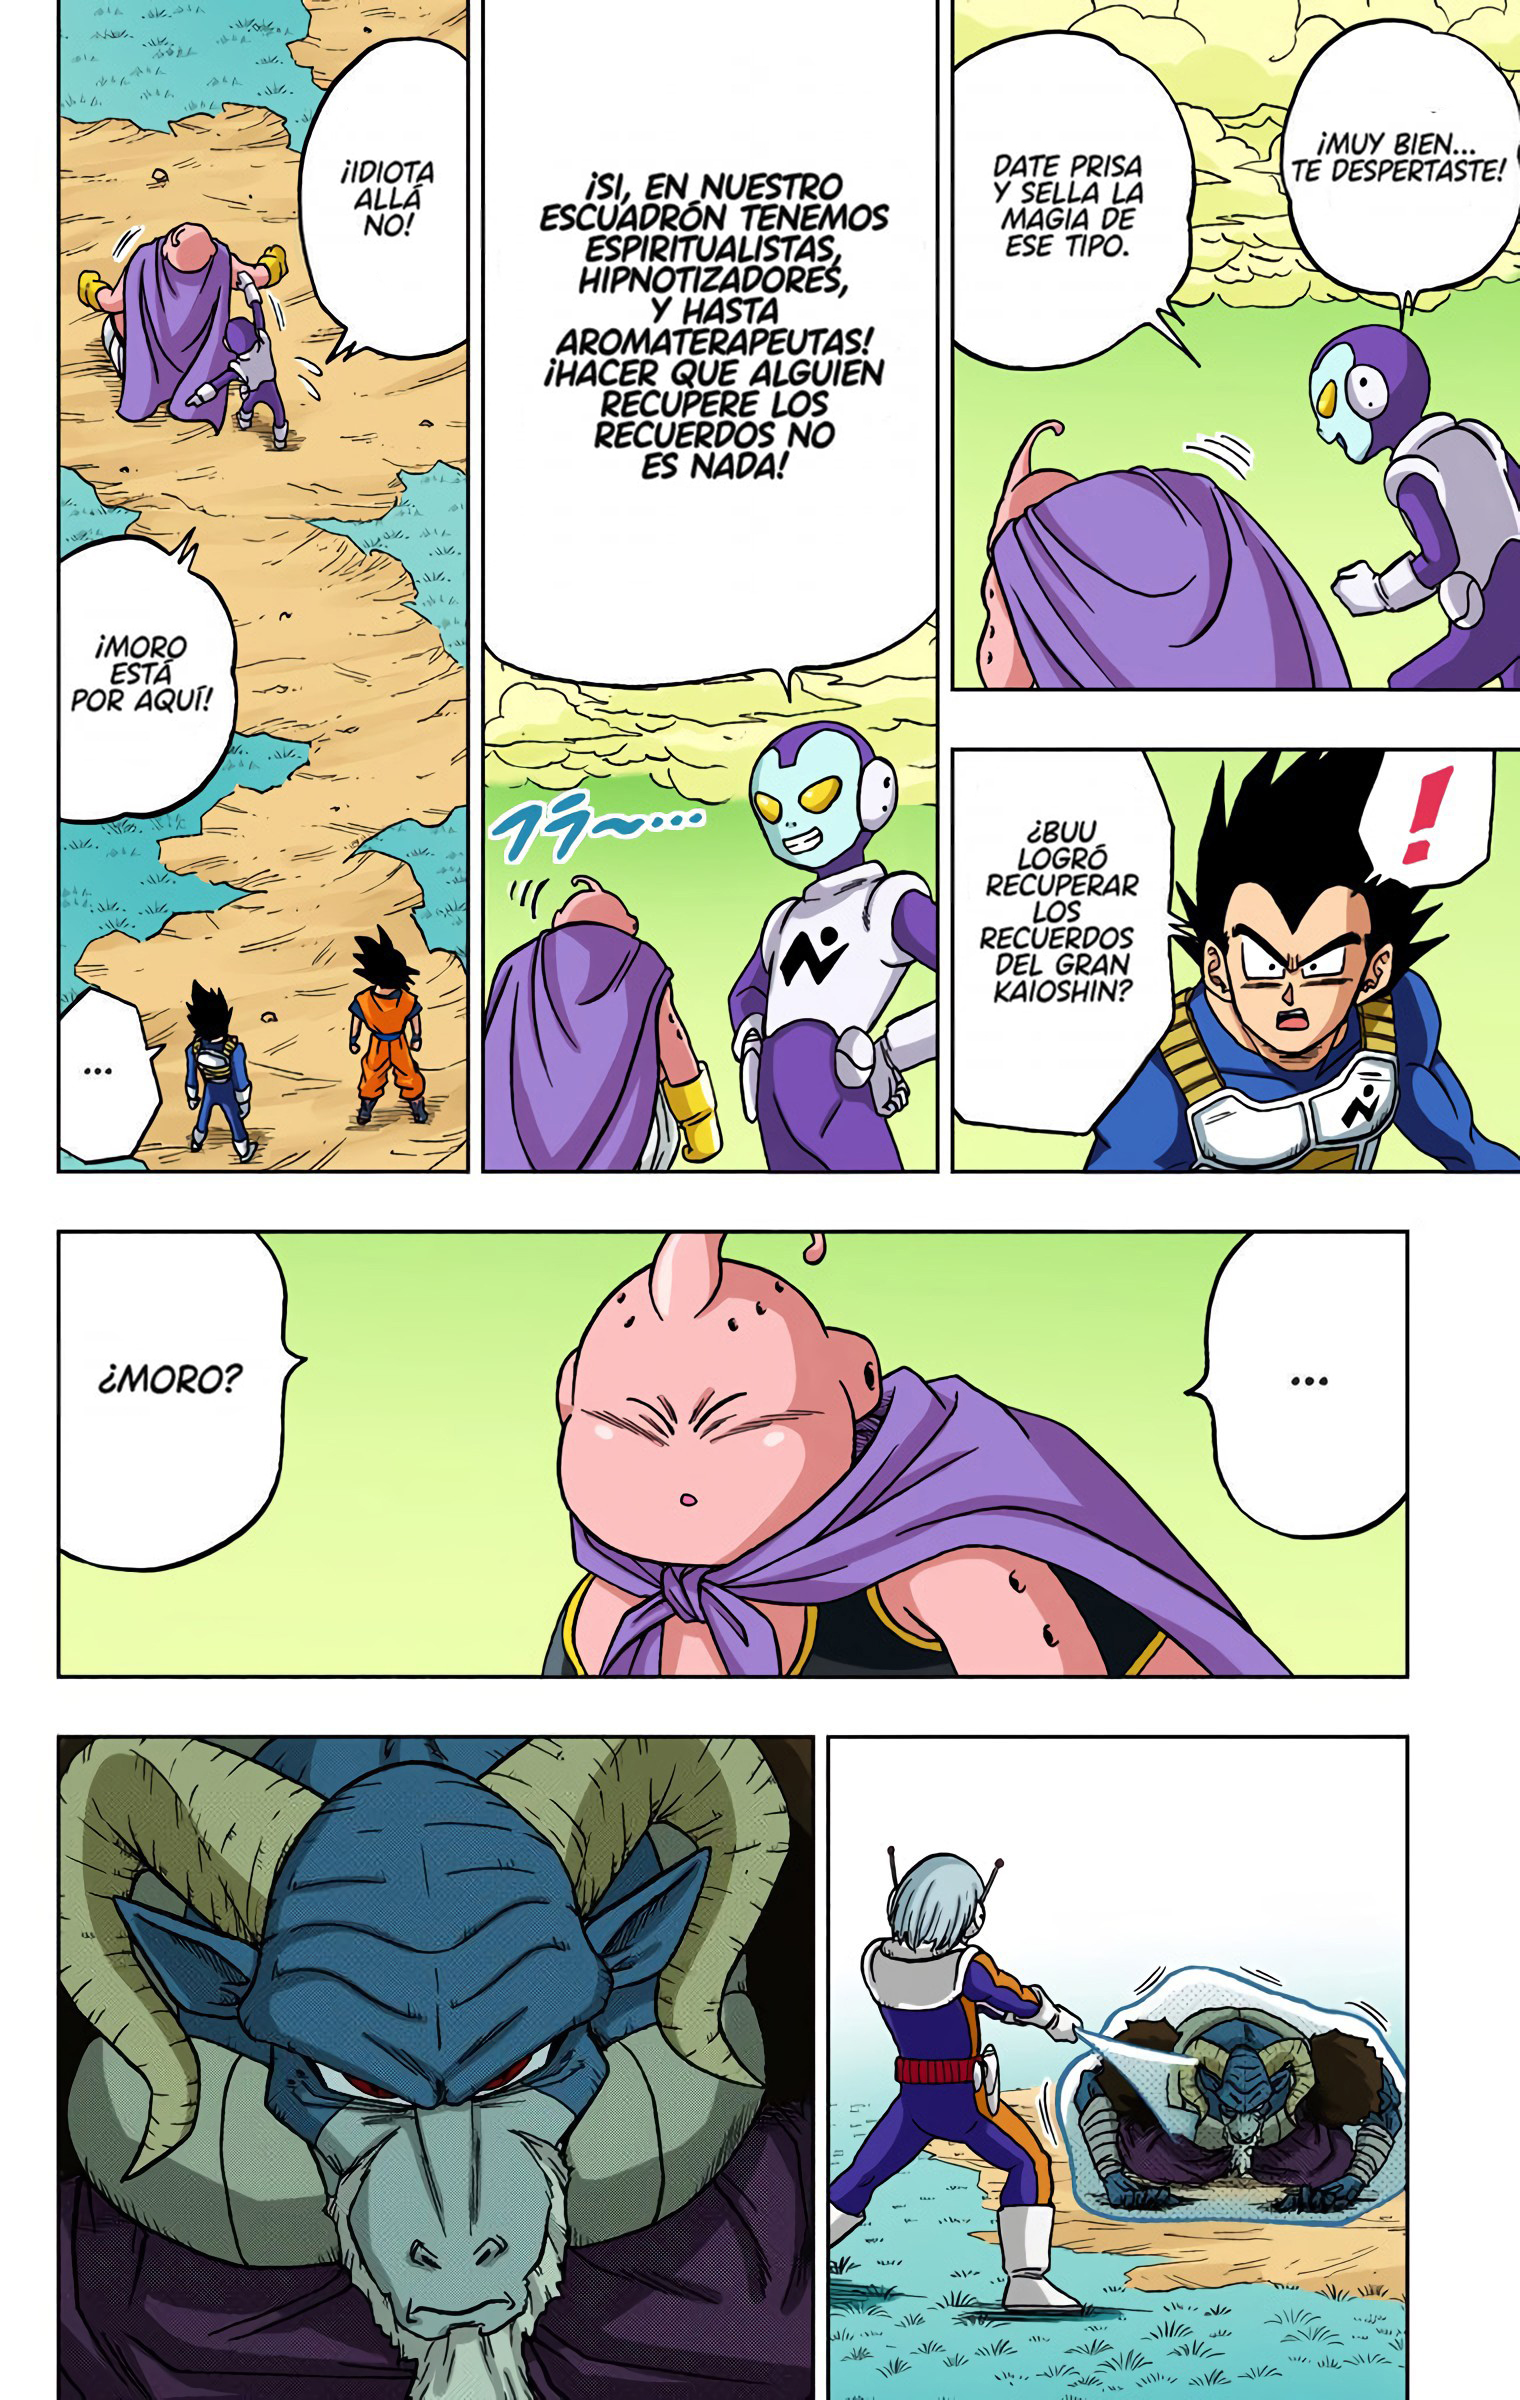 ¡MUY BIEN...
TE DESPERTASTE!
DATE PRISA
Y SELLA LA
MAGIA DE
ESE TIPO.
!
¿BUU
LOGRÓ
RECUPERAR
LOS
RECUERDOS
DEL GRAN
KAIOSHIN?
¡SI, EN NUESTRO
ESCUADRÓN TENEMOS
ESPIRITUALISTAS,
HIPNOTIZADORES,
Y HASTA
AROMATERAPEUTAS!
¡HACER QUE ALGUIEN
RECUPERE LOS
RECUERDOS NO
ES NADA!
フラ〜…
¡IDIOTA
ALLÁ
NO!
¡MORO
ESTÁ
POR AQUÍ!
...
...
¿MORO?